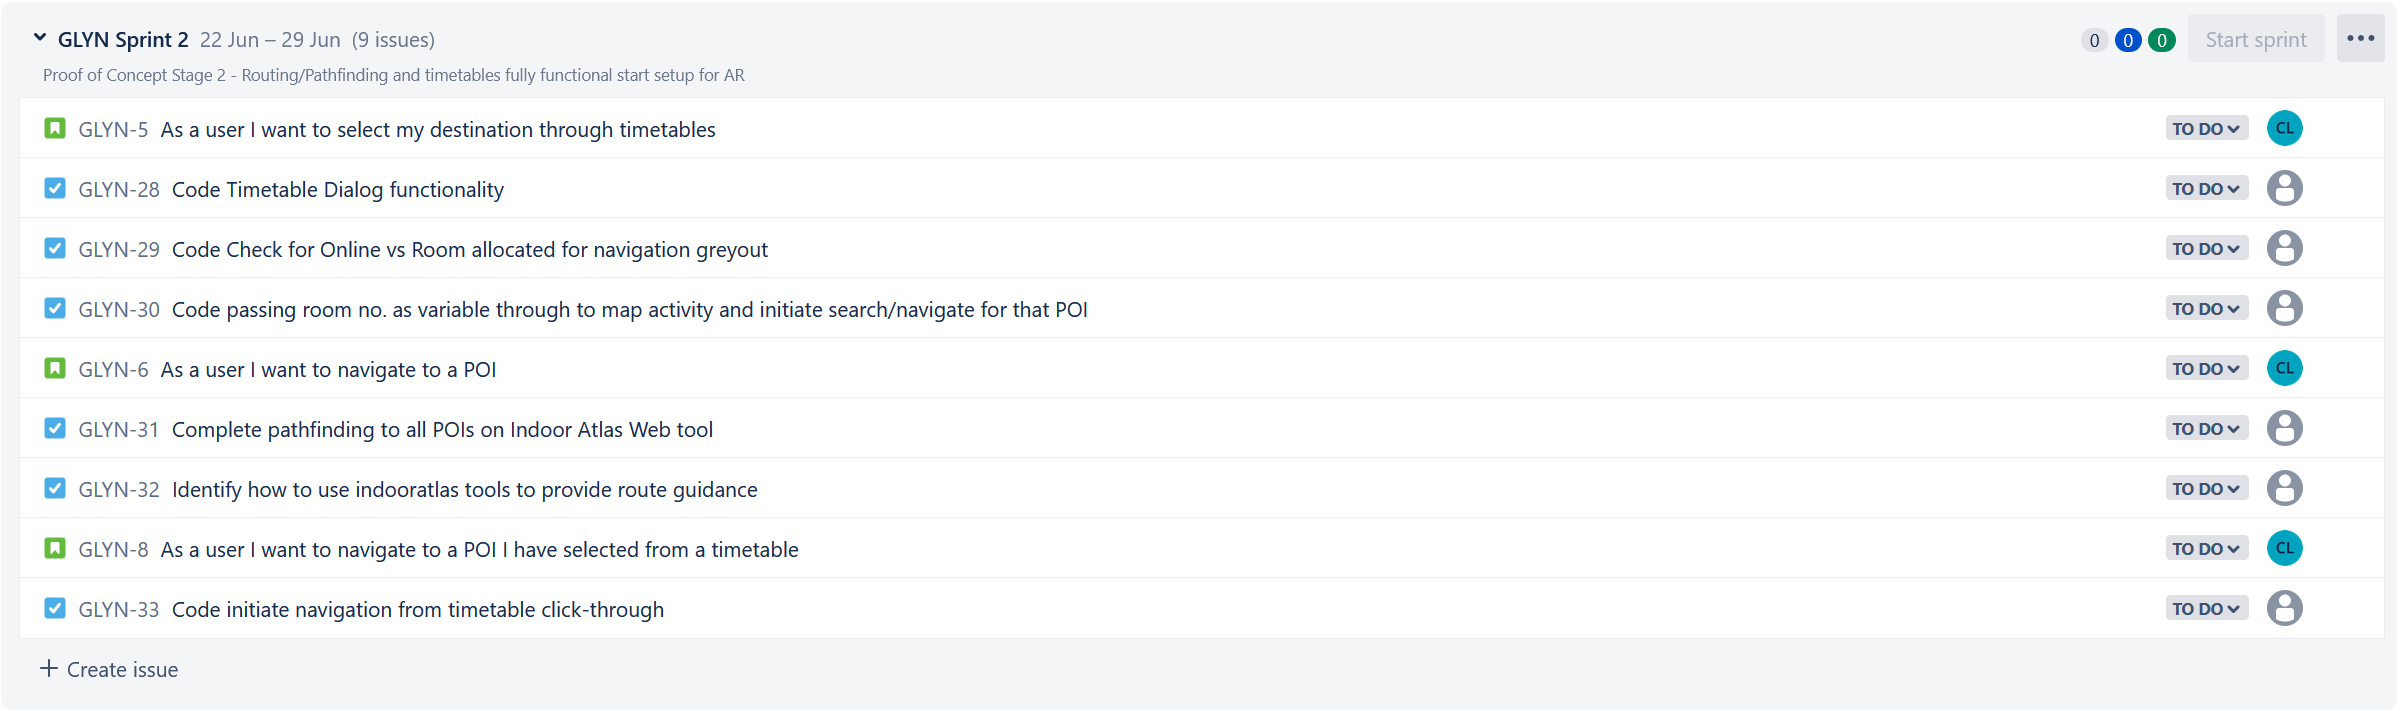 GLYN Sprint 2 22 Jun – 29 Jun (9 issues) 0 0 0 Start sprint
Proof of Concept Stage 2 - Routing/Pathfinding and timetables fully functional start setup for AR
GLYN-5 As a user I want to select my destination through timetables TO DO CL
GLYN-28 Code Timetable Dialog functionality TO DO
GLYN-29 Code Check for Online vs Room allocated for navigation greyout TO DO
GLYN-30 Code passing room no. as variable through to map activity and initiate search/navigate for that POI TO DO
GLYN-6 As a user I want to navigate to a POI TO DO CL
GLYN-31 Complete pathfinding to all POIs on Indoor Atlas Web tool TO DO
GLYN-32 Identify how to use indooratlas tools to provide route guidance TO DO
GLYN-8 As a user I want to navigate to a POI I have selected from a timetable TO DO CL
GLYN-33 Code initiate navigation from timetable click-through TO DO
+ Create issue